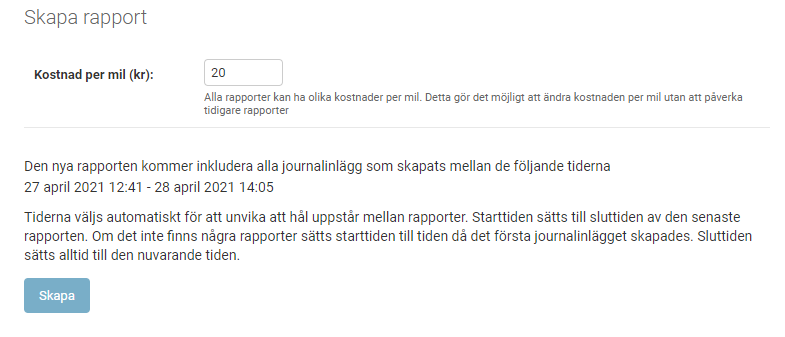 Skapa rapport
Kostnad per mil (kr):
20
Alla rapporter kan ha olika kostnader per mil. Detta gör det möjligt att ändra kostnaden per mil utan att påverka
tidigare rapporter
Den nya rapporten kommer inkludera alla journalinlägg som skapats mellan de följande tiderna
27 april 2021 12:41 - 28 april 2021 14:05
Tiderna väljs automatiskt för att unvika att hål uppstår mellan rapporter. Starttiden sätts till sluttiden av den senaste
rapporten. Om det inte finns några rapporter sätts starttiden till tiden då det första journalinlägget skapades. Sluttiden
sätts alltid till den nuvarande tiden.
Skapa